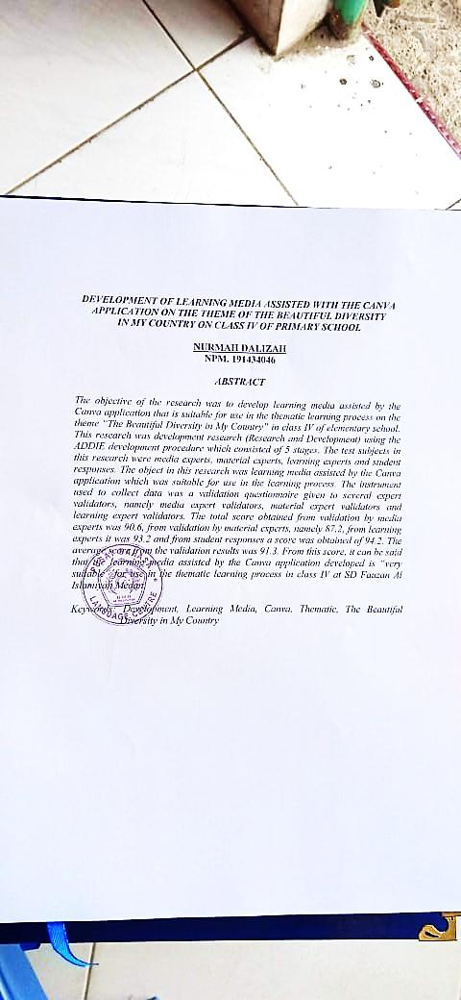 DEVELOPMENT OF LEARNING MEDIA ASSISTED WITH THE CANVA
APPLICATION ON THE THEME OF THE BEAUTIFUL DIVERSITY
IN MY COUNTRY ON CLASS IV OF PRIMARY SCHOOL
NURMAH DALIZAH
NPM. 191434046
ABSTRACT
The objective of the research was to develop learning media assisted by the
Canva application that is suitable for use in the thematic learning process on the
theme "The Beautiful Diversity in My Country" in class IV of elementary school.
This research was development research (Research and Development) using the
ADDIE development procedure which consisted of 5 stages. The test subjects in
this research were media experts, material experts, learning experts and student
responses. The object in this research was learning media assisted by the Canva
application which was suitable for use in the learning process. The instrument
used to collect data was a validation questionnaire given to several expert
validators, namely media expert validators, material expert validators and
learning expert validators. The total score obtained from validation by media
experts was 90.6, from validation by material experts, namely 87.2, from learning
experts it was 93.2 and from student responses a score was obtained of 94.2. The
average score from the validation results was 91.3. From this score, it can be said
that the learning media assisted by the Canva application developed is "very
suitable" for use in the thematic learning process in class IV at SD Fauzan Al
Islamiyah Medan.
Keywords: Development, Learning Media, Canva, Thematic, The Beautiful
Diversity in My Country
LANGUAGE CENTRE